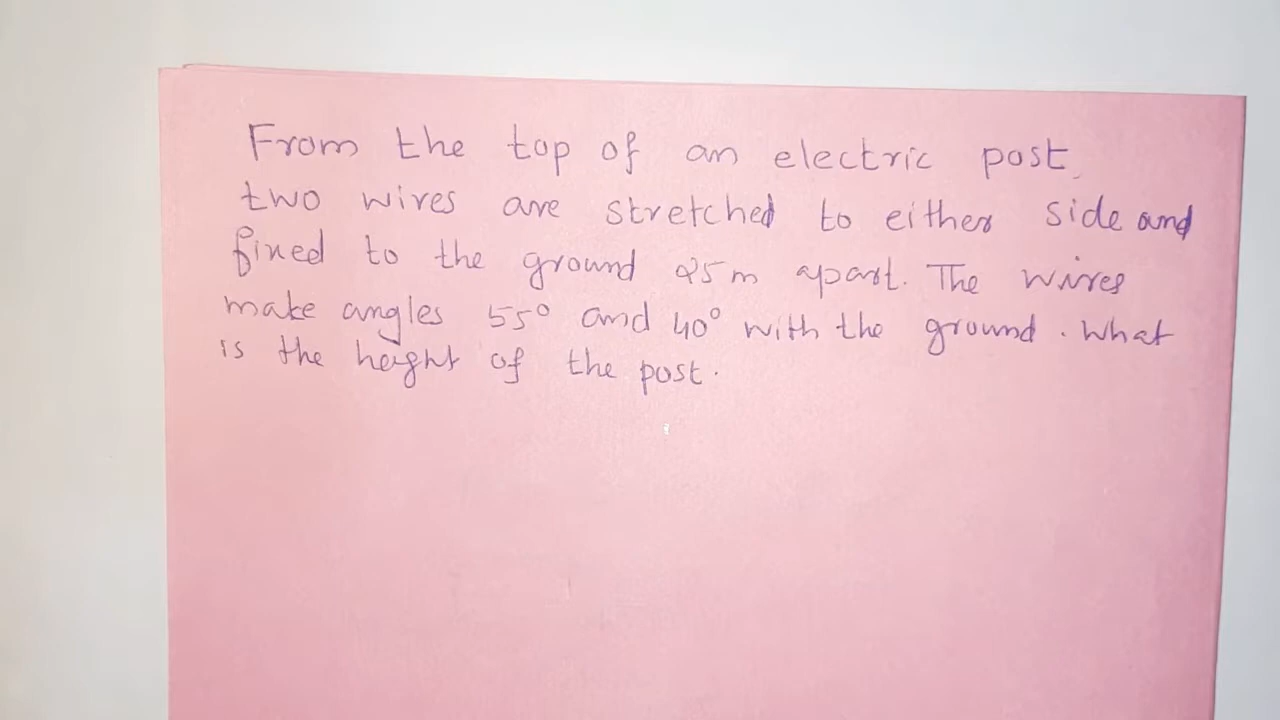 From the top of an electric post,
two wires are stretched to either side and
fixed to the ground 25m apart. The wires
make angles 55° and 40° with the ground. What
is the height of the post.